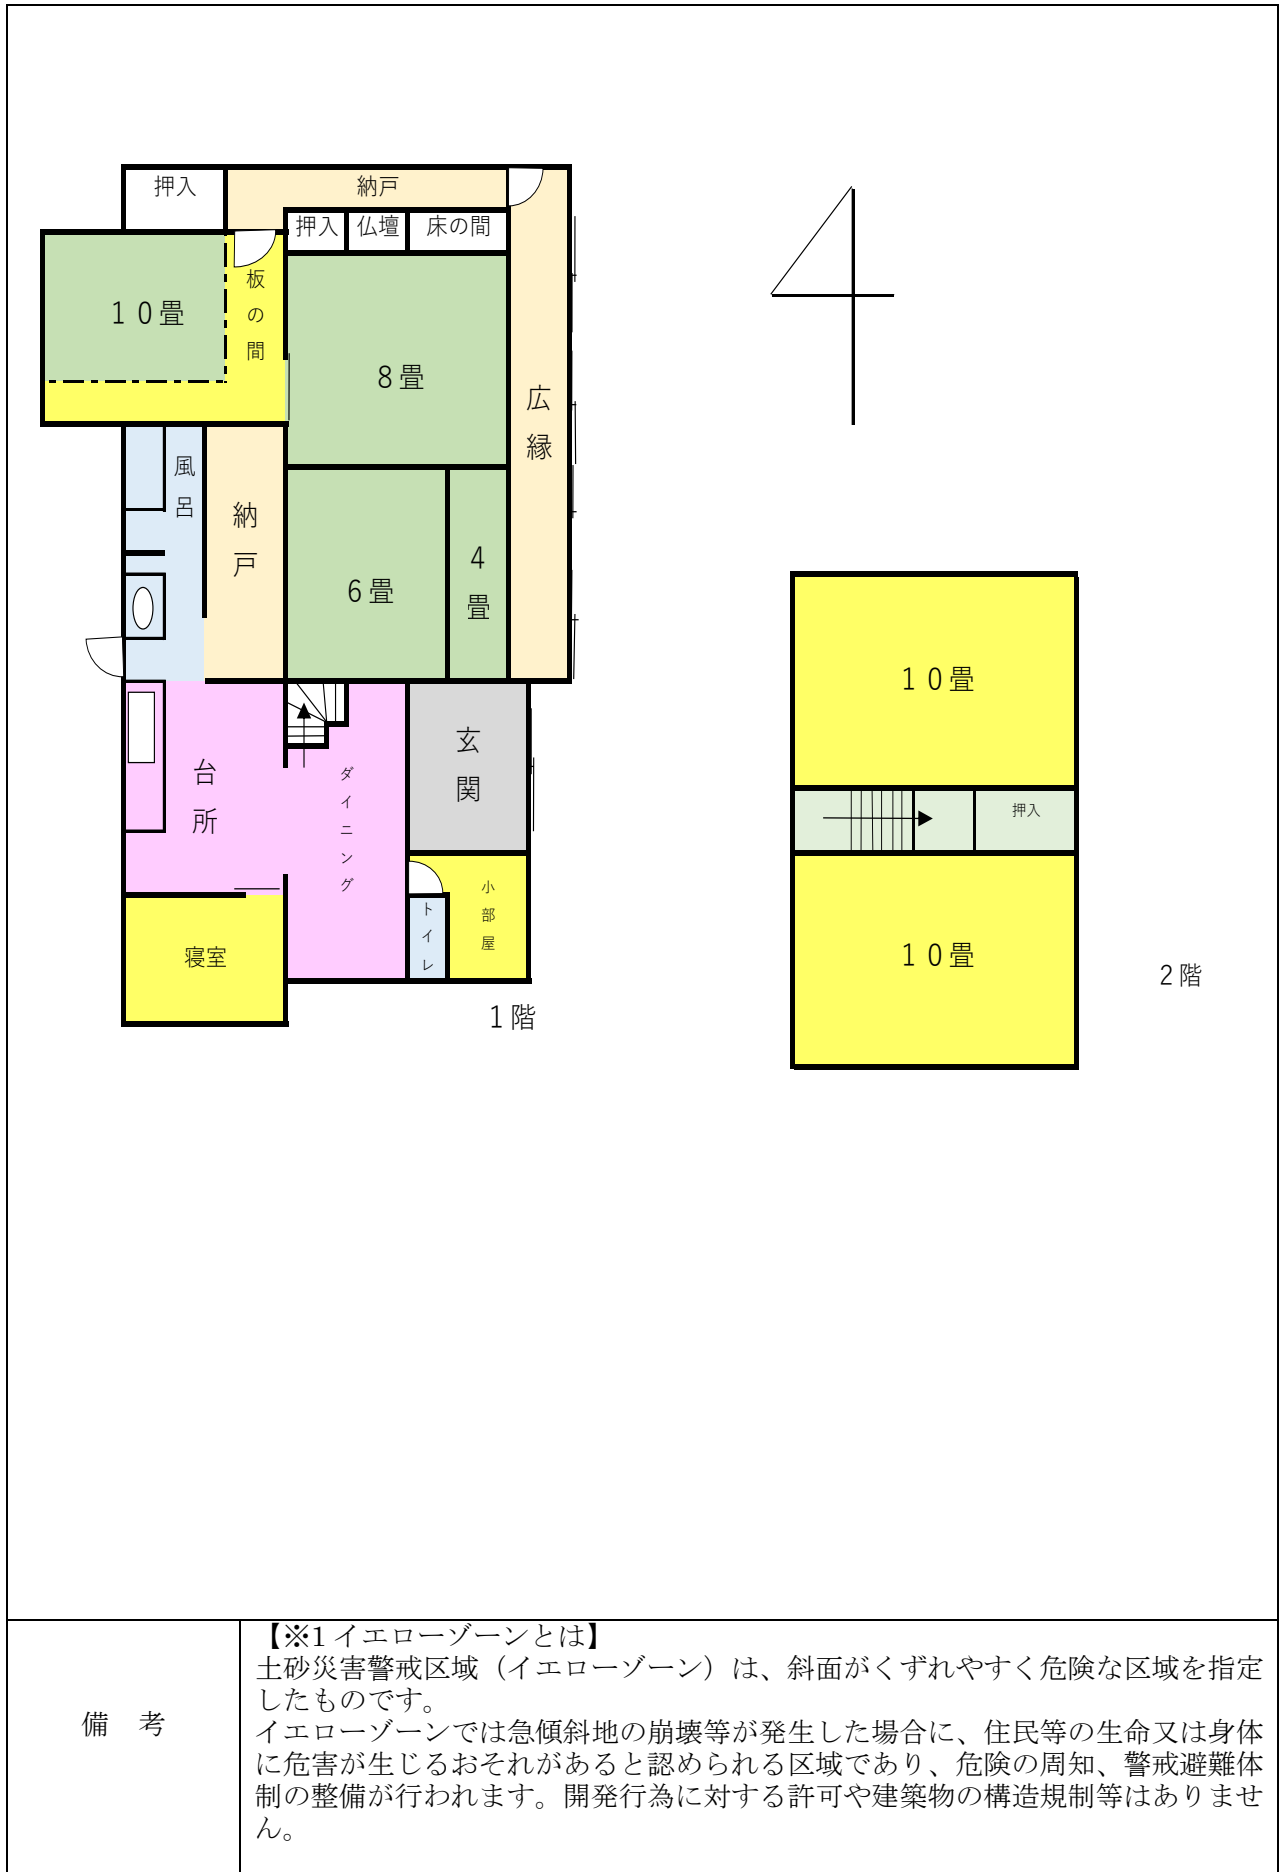 押入
納戸
押入
仏壇
床の間
10畳
板の間
8畳
広縁
風呂
納戸
6畳
4畳
台所
ダイニング
玄関
小部屋
トイレ
寝室
1階
10畳
押入
10畳
2階
備 考
【※1イエローゾーンとは】
土砂災害警戒区域（イエローゾーン）は、斜面がくずれやすく危険な区域を指定
したものです。
イエローゾーンでは急傾斜地の崩壊等が発生した場合に、住民等の生命又は身体
に危害が生じるおそれがあると認められる区域であり、危険の周知、警戒避難体
制の整備が行われます。開発行為に対する許可や建築物の構造規制等はありませ
ん。